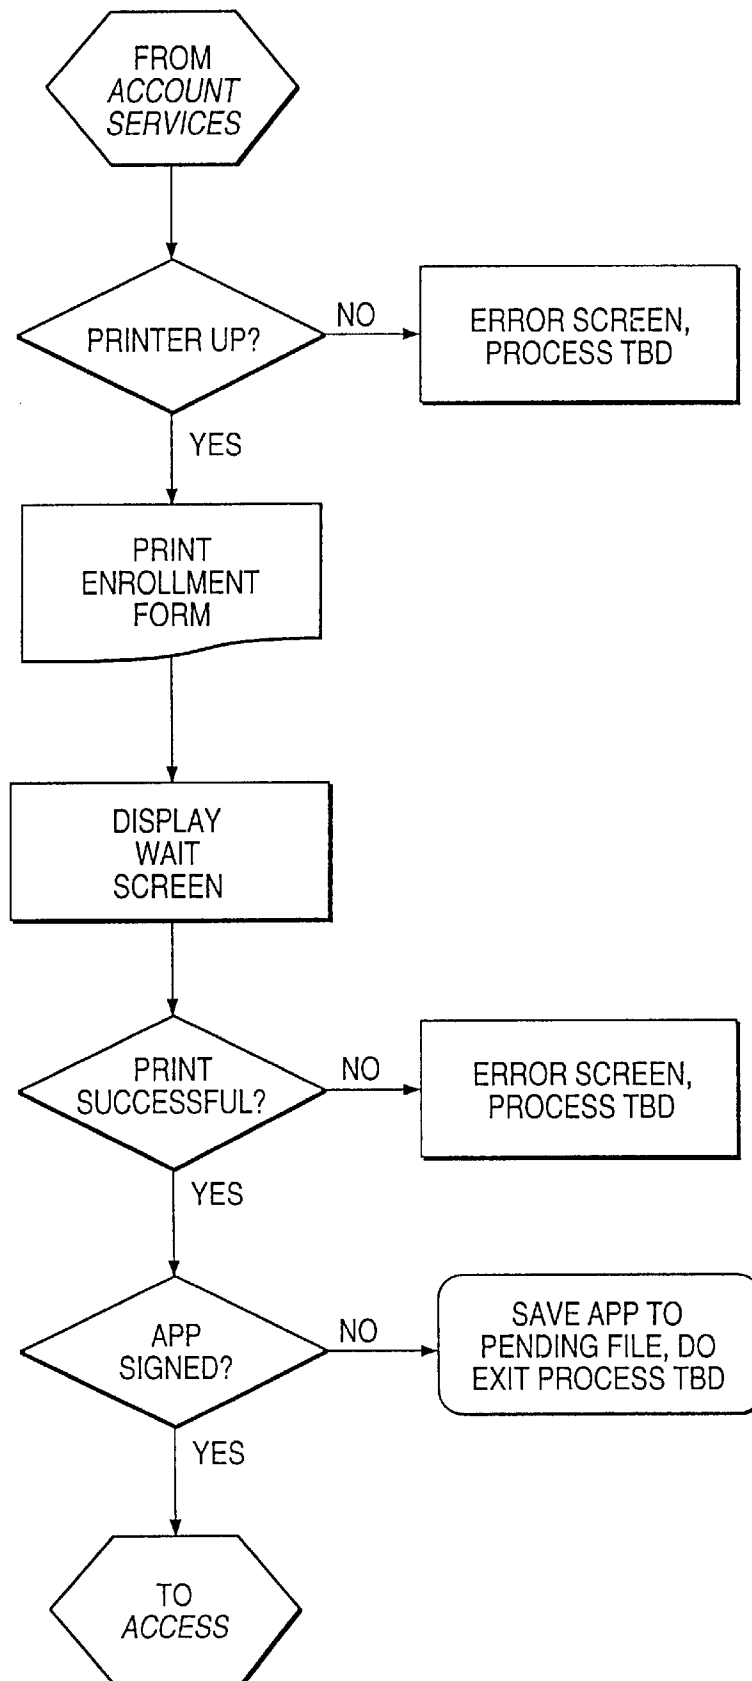 FROM
ACCOUNT
SERVICES
PRINTER UP?
NO
ERROR SCREEN,
PROCESS TBD
YES
PRINT
ENROLLMENT
FORM
DISPLAY
WAIT
SCREEN
PRINT
SUCCESSFUL?
NO
ERROR SCREEN,
PROCESS TBD
YES
APP
SIGNED?
NO
SAVE APP TO
PENDING FILE, DO
EXIT PROCESS TBD
YES
TO
ACCESS